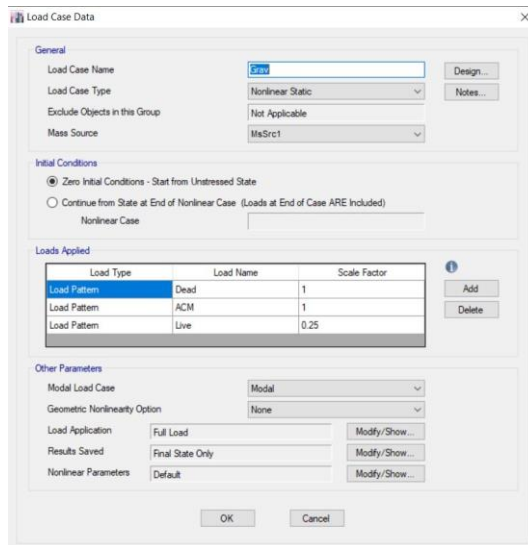 Load Case Data
General
Load Case Name Grav Design...
Load Case Type Nonlinear Static Notes...
Exclude Objects in this Group Not Applicable
Mass Source MsSrc1
Initial Conditions
Zero Initial Conditions - Start from Unstressed State
Continue from State at End of Nonlinear Case (Loads at End of Case ARE Included)
Nonlinear Case
Loads Applied
Load Type Load Name Scale Factor
Load Pattern Dead 1 Add
Load Pattern ACM 1 Delete
Load Pattern Live 0.25
Other Parameters
Modal Load Case Modal
Geometric Nonlinearity Option None
Load Application Full Load Modify/Show...
Results Saved Final State Only Modify/Show...
Nonlinear Parameters Default Modify/Show...
OK Cancel